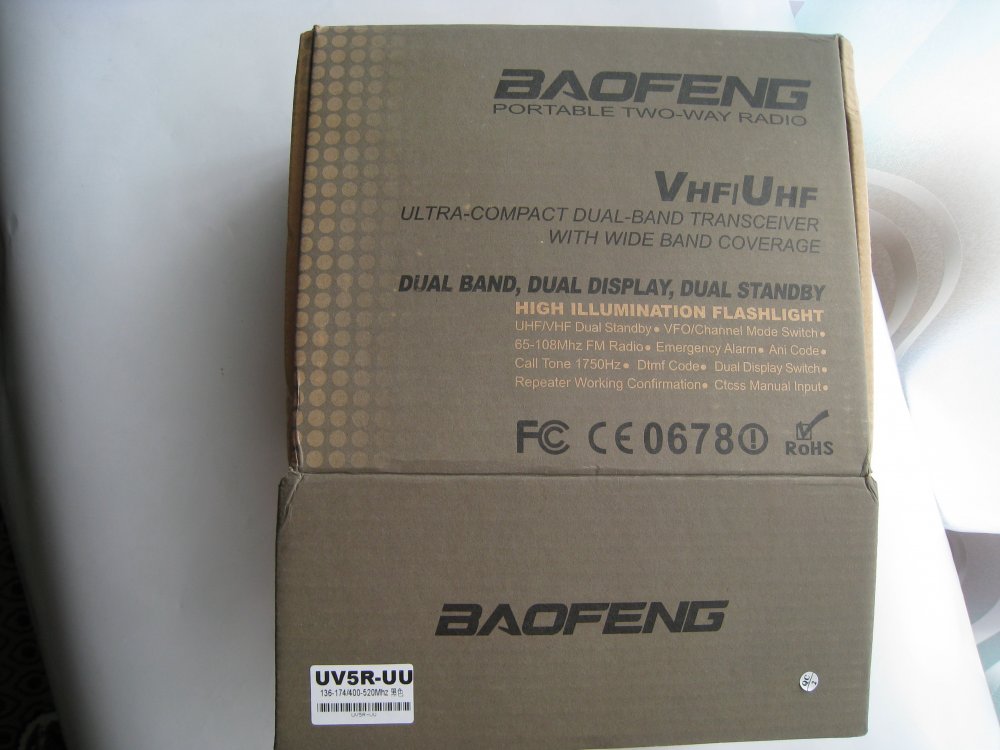 BAOFENG
PORTABLE TWO-WAY RADIO
VHF/UHF
ULTRA-COMPACT DUAL-BAND TRANSCEIVER
WITH WIDE BAND COVERAGE
DUAL BAND, DUAL DISPLAY, DUAL STANDBY
HIGH ILLUMINATION FLASHLIGHT
UHF/VHF Dual Standby● VFO/Channel Mode Switch●
65-108Mhz FM Radio● Emergency Alarm● Ani Code●
Call Tone 1750Hz● Dtmf Code● Dual Display Switch●
Repeater Working Confirmation● Ctcss Manual Input●
FC CE0678 ! RoHS
BAOFENG
UV5R-UU
136-174/400-520Mhz 黑色
UV5R-UU
QC
2